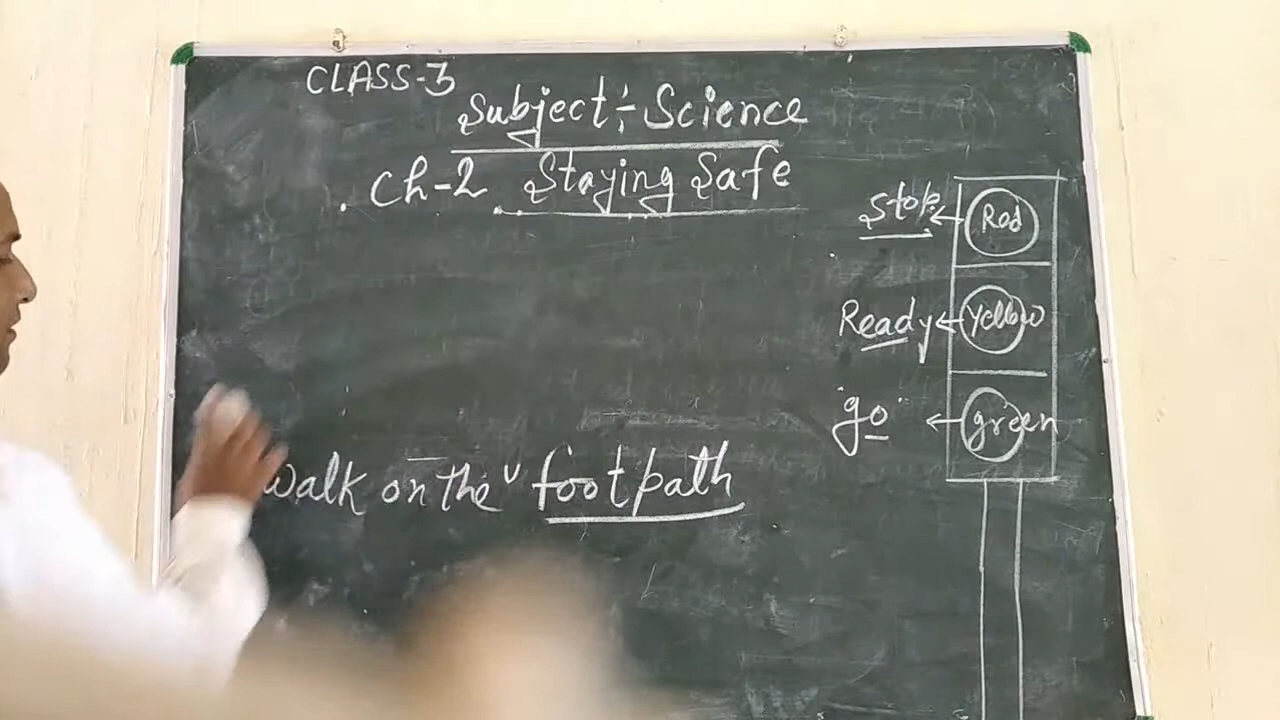 CLASS-3
Subject:- Science
Ch-2 Staying Safe
Stop Red
Ready Yellow
go green
walk on the footpath